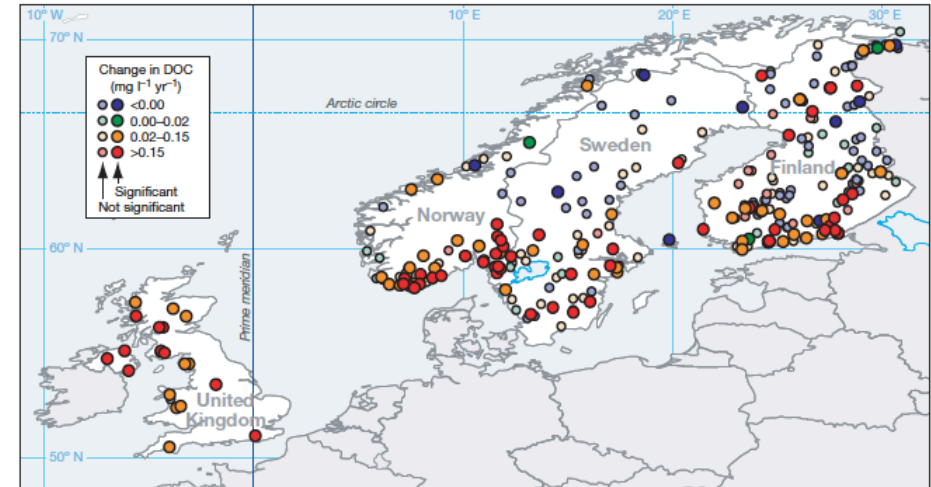 10° W
10° E
20° E
30° E
70° N
Change in DOC
(mg l⁻¹ yr⁻¹)
<0.00
0.00–0.02
0.02–0.15
>0.15
Significant
Not significant
Arctic circle
Sweden
Finland
Norway
60° N
Prime meridian
United
Kingdom
50° N